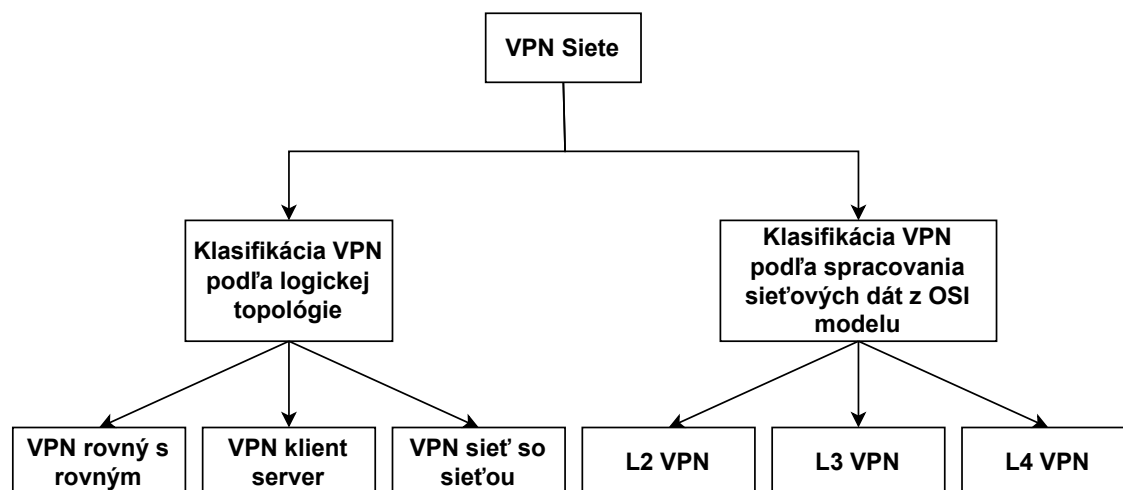 VPN Siete
Klasifikácia VPN
podľa logickej
topológie
Klasifikácia VPN
podľa spracovania
sieťových dát z OSI
modelu
VPN rovný s
rovným
VPN klient
server
VPN sieť so
sieťou
L2 VPN
L3 VPN
L4 VPN